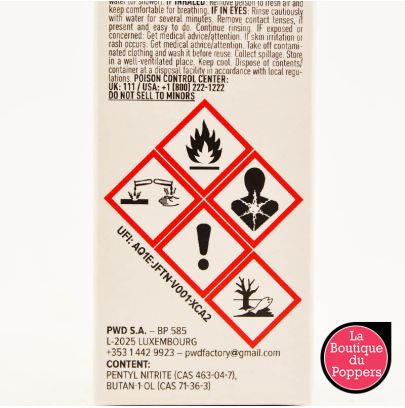 water (or shower). IF INHALED: Remove person to fresh air and
keep comfortable for breathing. IF IN EYES: Rinse cautiously
with water for several minutes. Remove contact lenses, if
present and easy to do. Continue rinsing. IF exposed or
concerned: Get medical advice/attention. If skin irritation or
rash occurs: Get medical advice/attention. Take off contami-
nated clothing and wash it before reuse. Collect spillage. Store
in a well-ventilated place. Keep cool. Dispose of contents/
container at a disposal facility in accordance with local regu-
lations. POISON CONTROL CENTER:
UK: 111 / USA: +1 (800) 222-1222
DO NOT SELL TO MINORS
UFI: AQ1E-JFTN-V001-XCA2
PWD S.A. – BP 585
L-2025 LUXEMBOURG
+353 1 442 9923 – pwdfactory@gmail.com
CONTENT:
PENTYL NITRITE (CAS 463-04-7),
BUTAN-1-OL (CAS 71-36-3)
La
Boutique
du
Poppers